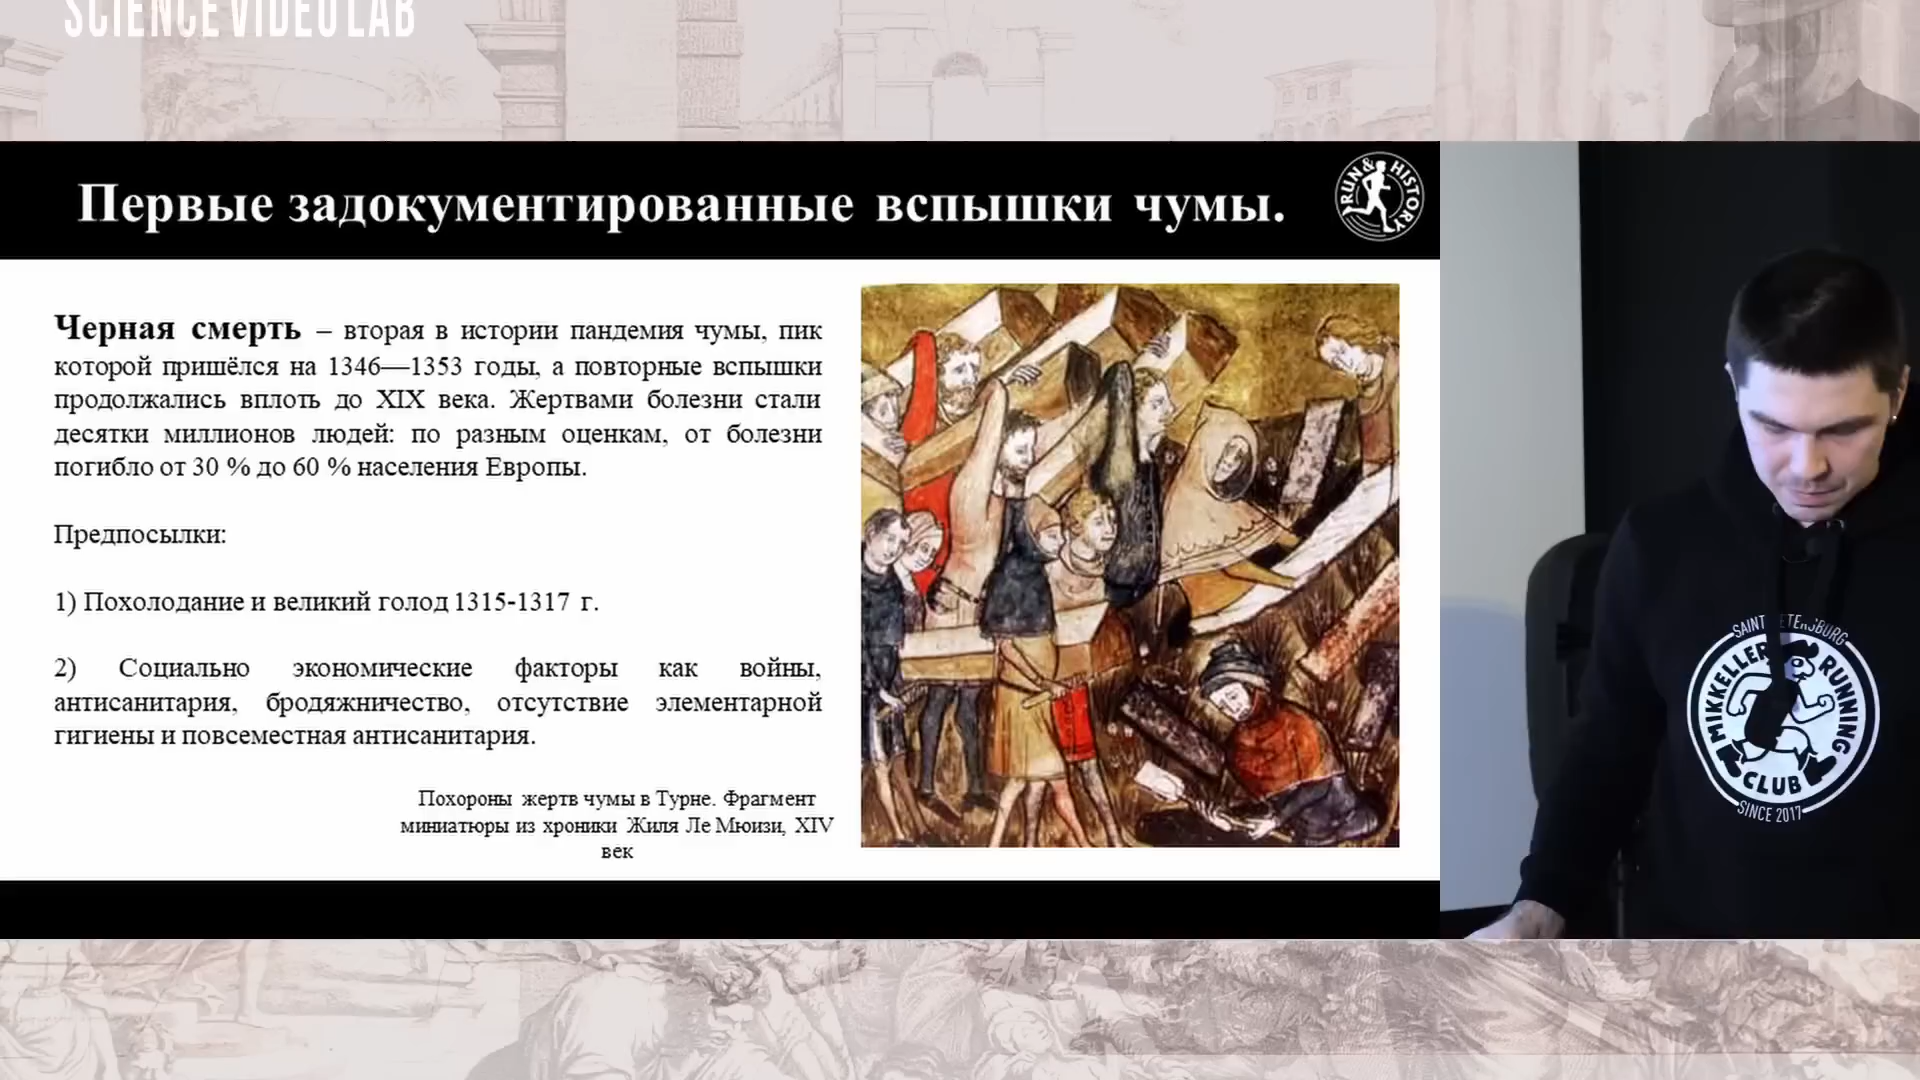 SCIENCE VIDEO LAB
Первые задокументированные вспышки чумы.
RUN & HISTORY
Черная смерть – вторая в истории пандемия чумы, пик
которой пришёлся на 1346—1353 годы, а повторные вспышки
продолжались вплоть до XIX века. Жертвами болезни стали
десятки миллионов людей: по разным оценкам, от болезни
погибло от 30 % до 60 % населения Европы.
Предпосылки:
1) Похолодание и великий голод 1315-1317 г.
2) Социально экономические факторы как войны,
антисанитария, бродяжничество, отсутствие элементарной
гигиены и повсеместная антисанитария.
Похороны жертв чумы в Турне. Фрагмент
миниатюры из хроники Жиля Ле Мюизи, XIV
век
SAINT PETERSBURG
MIKKELLER RUNNING
CLUB
SINCE 2017